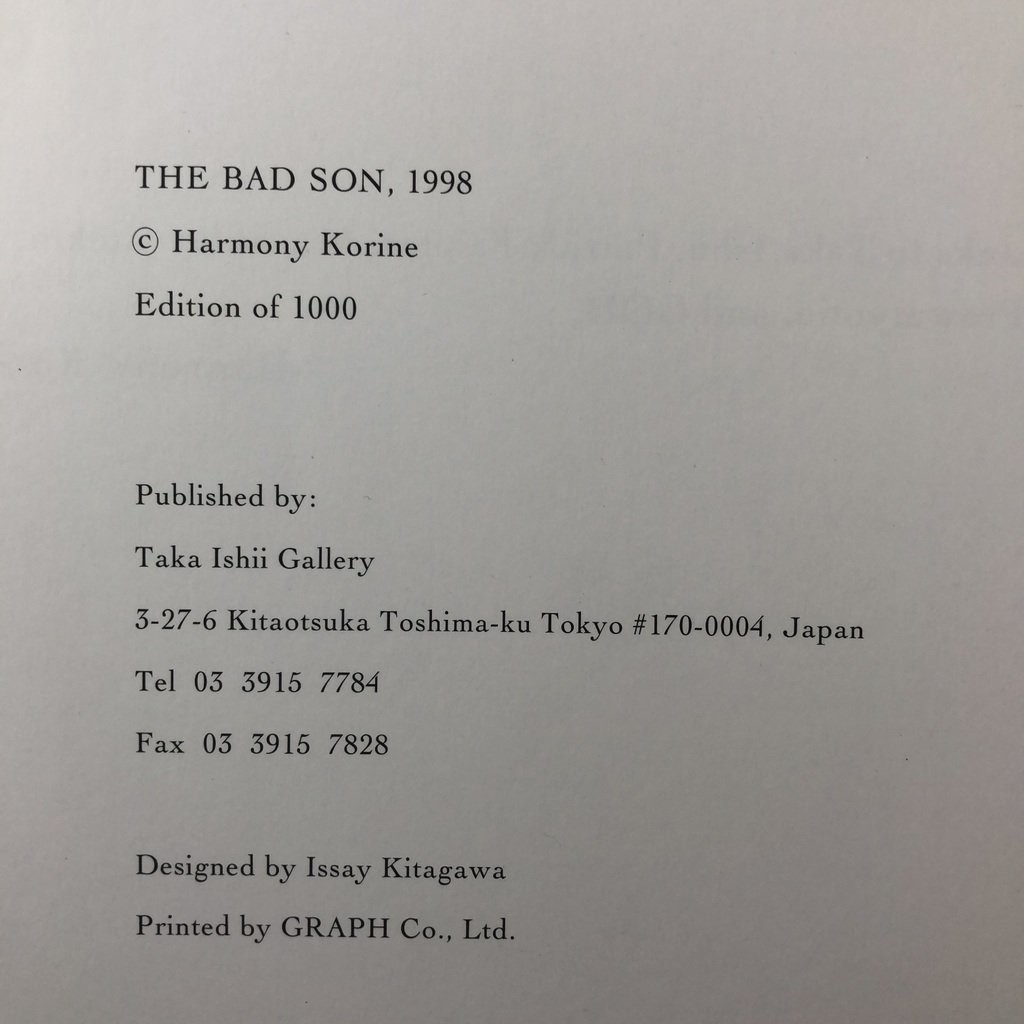 THE BAD SON, 1998
© Harmony Korine
Edition of 1000
Published by:
Taka Ishii Gallery
3-27-6 Kitaotsuka Toshima-ku Tokyo #170-0004, Japan
Tel 03 3915 7784
Fax 03 3915 7828
Designed by Issay Kitagawa
Printed by GRAPH Co., Ltd.